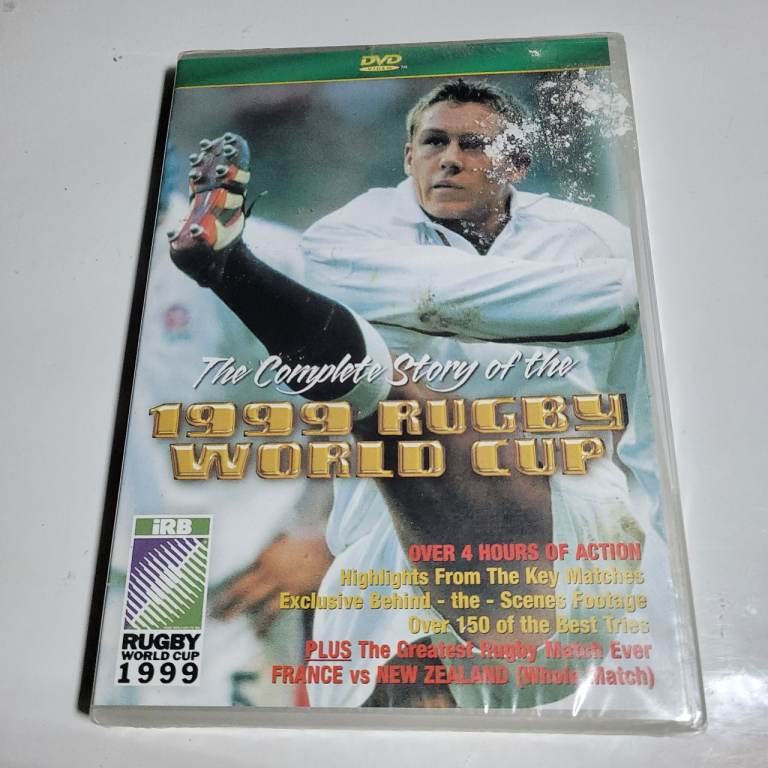 DVD
VIDEO TM
The Complete Story of the
1999 RUGBY
WORLD CUP
OVER 4 HOURS OF ACTION
Highlights From The Key Matches
Exclusive Behind - the - Scenes Footage
Over 150 of the Best Tries
PLUS The Greatest Rugby Match Ever
FRANCE vs NEW ZEALAND (Whole Match)
iRB
RUGBY
WORLD CUP
1999